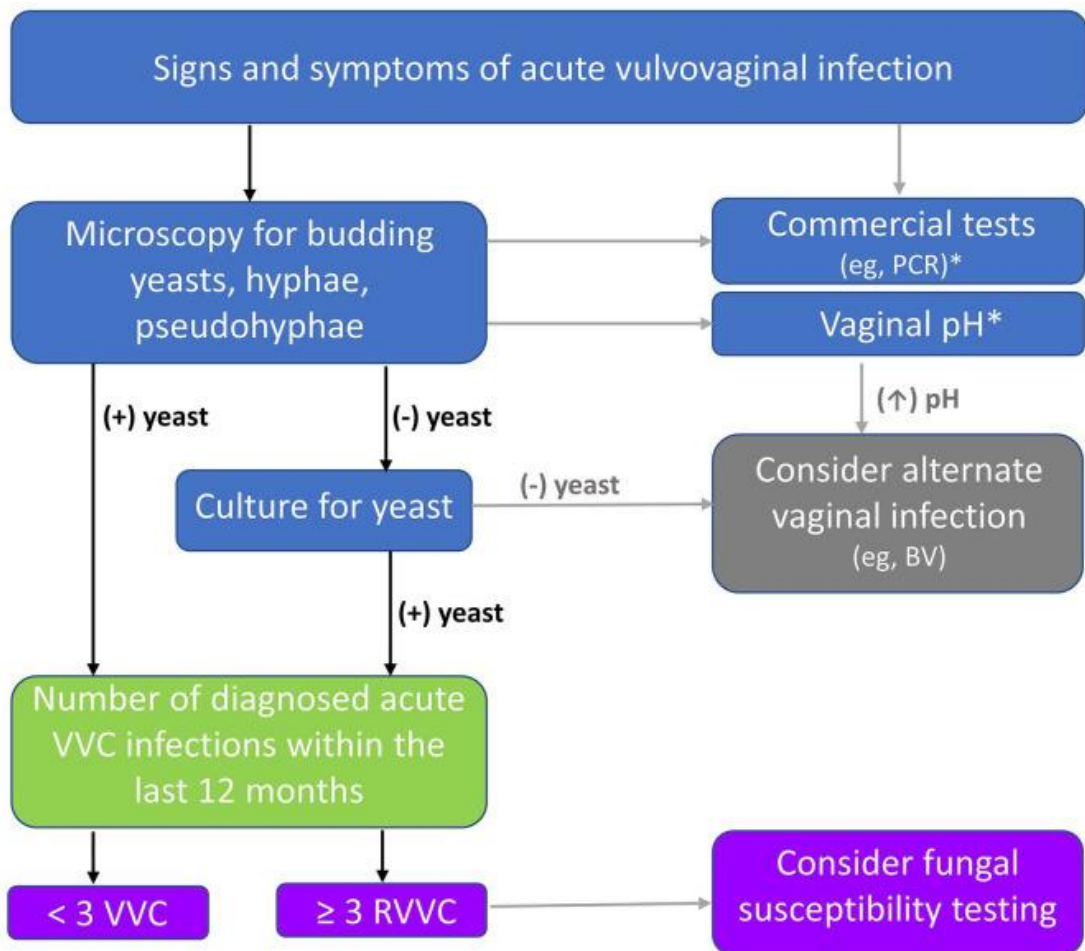 Signs and symptoms of acute vulvovaginal infection
Microscopy for budding
yeasts, hyphae,
pseudohyphae
Commercial tests
(eg, PCR)*
Vaginal pH*
(+) yeast
(-) yeast
(↑) pH
Culture for yeast
(-) yeast
Consider alternate
vaginal infection
(eg, BV)
(+) yeast
Number of diagnosed acute
VVC infections within the
last 12 months
< 3 VVC
≥ 3 RVVC
Consider fungal
susceptibility testing